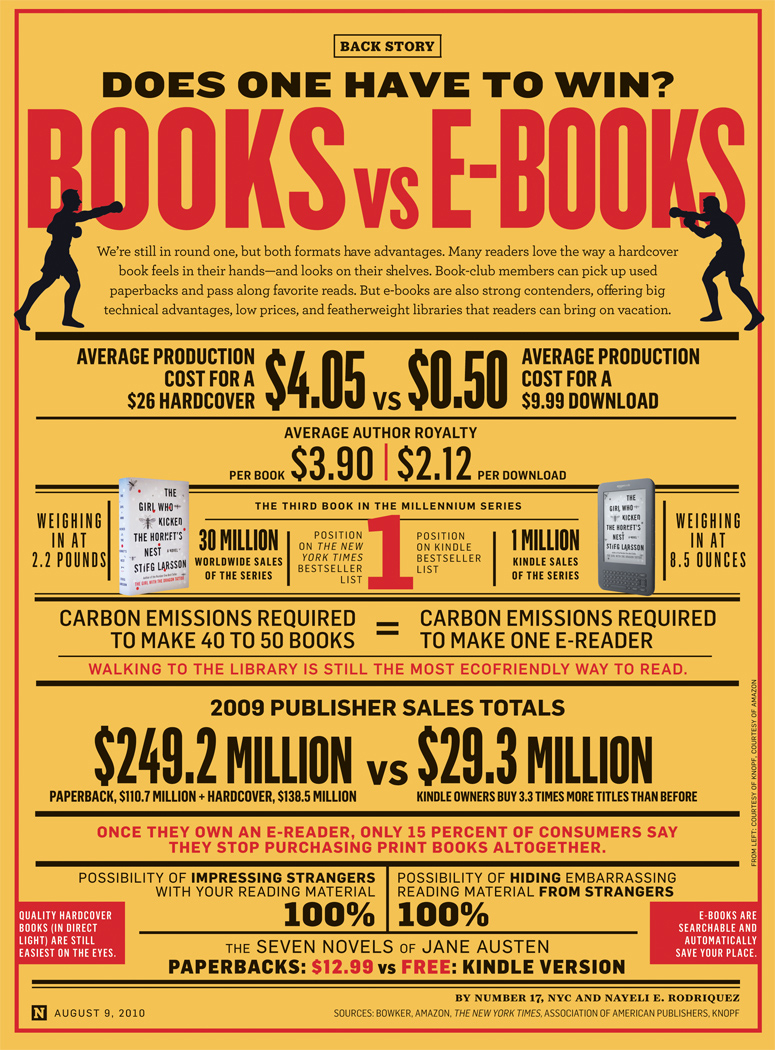 BACK STORY
DOES ONE HAVE TO WIN?
BOOKS VS E-BOOKS
We're still in round one, but both formats have advantages. Many readers love the way a hardcover
book feels in their hands—and looks on their shelves. Book-club members can pick up used
paperbacks and pass along favorite reads. But e-books are also strong contenders, offering big
technical advantages, low prices, and featherweight libraries that readers can bring on vacation.
AVERAGE PRODUCTION
COST FOR A
$26 HARDCOVER
$4.05 VS $0.50
AVERAGE PRODUCTION
COST FOR A
$9.99 DOWNLOAD
AVERAGE AUTHOR ROYALTY
PER BOOK $3.90 | $2.12 PER DOWNLOAD
WEIGHING
IN AT
2.2 POUNDS
THE
GIRL WHO
KICKED
THE HORNET'S
NEST
A NOVEL
STIEG LARSSON
THE GIRL WITH THE DRAGON TATTOO
THE THIRD BOOK IN THE MILLENNIUM SERIES
30 MILLION
WORLDWIDE SALES
OF THE SERIES
POSITION
ON THE NEW
YORK TIMES
BESTSELLER
LIST
1
POSITION
ON KINDLE
BESTSELLER
LIST
1 MILLION
KINDLE SALES
OF THE SERIES
THE
GIRL WHO
KICKED
THE HORNET'S
NEST
STIEG LARSSON
WEIGHING
IN AT
8.5 OUNCES
CARBON EMISSIONS REQUIRED
TO MAKE 40 TO 50 BOOKS
=
CARBON EMISSIONS REQUIRED
TO MAKE ONE E-READER
WALKING TO THE LIBRARY IS STILL THE MOST ECOFRIENDLY WAY TO READ.
2009 PUBLISHER SALES TOTALS
$249.2 MILLION VS $29.3 MILLION
PAPERBACK, $110.7 MILLION + HARDCOVER, $138.5 MILLION
KINDLE OWNERS BUY 3.3 TIMES MORE TITLES THAN BEFORE
FROM LEFT: COURTESY OF KNOPF, COURTESY OF AMAZON
ONCE THEY OWN AN E-READER, ONLY 15 PERCENT OF CONSUMERS SAY
THEY STOP PURCHASING PRINT BOOKS ALTOGETHER.
POSSIBILITY OF IMPRESSING STRANGERS
WITH YOUR READING MATERIAL
100%
POSSIBILITY OF HIDING EMBARRASSING
READING MATERIAL FROM STRANGERS
100%
QUALITY HARDCOVER
BOOKS (IN DIRECT
LIGHT) ARE STILL
EASIEST ON THE EYES.
E-BOOKS ARE
SEARCHABLE AND
AUTOMATICALLY
SAVE YOUR PLACE.
THE SEVEN NOVELS OF JANE AUSTEN
PAPERBACKS: $12.99 VS FREE: KINDLE VERSION
BY NUMBER 17, NYC AND NAYELI E. RODRIQUEZ
N AUGUST 9, 2010
SOURCES: BOWKER, AMAZON, THE NEW YORK TIMES, ASSOCIATION OF AMERICAN PUBLISHERS, KNOPF